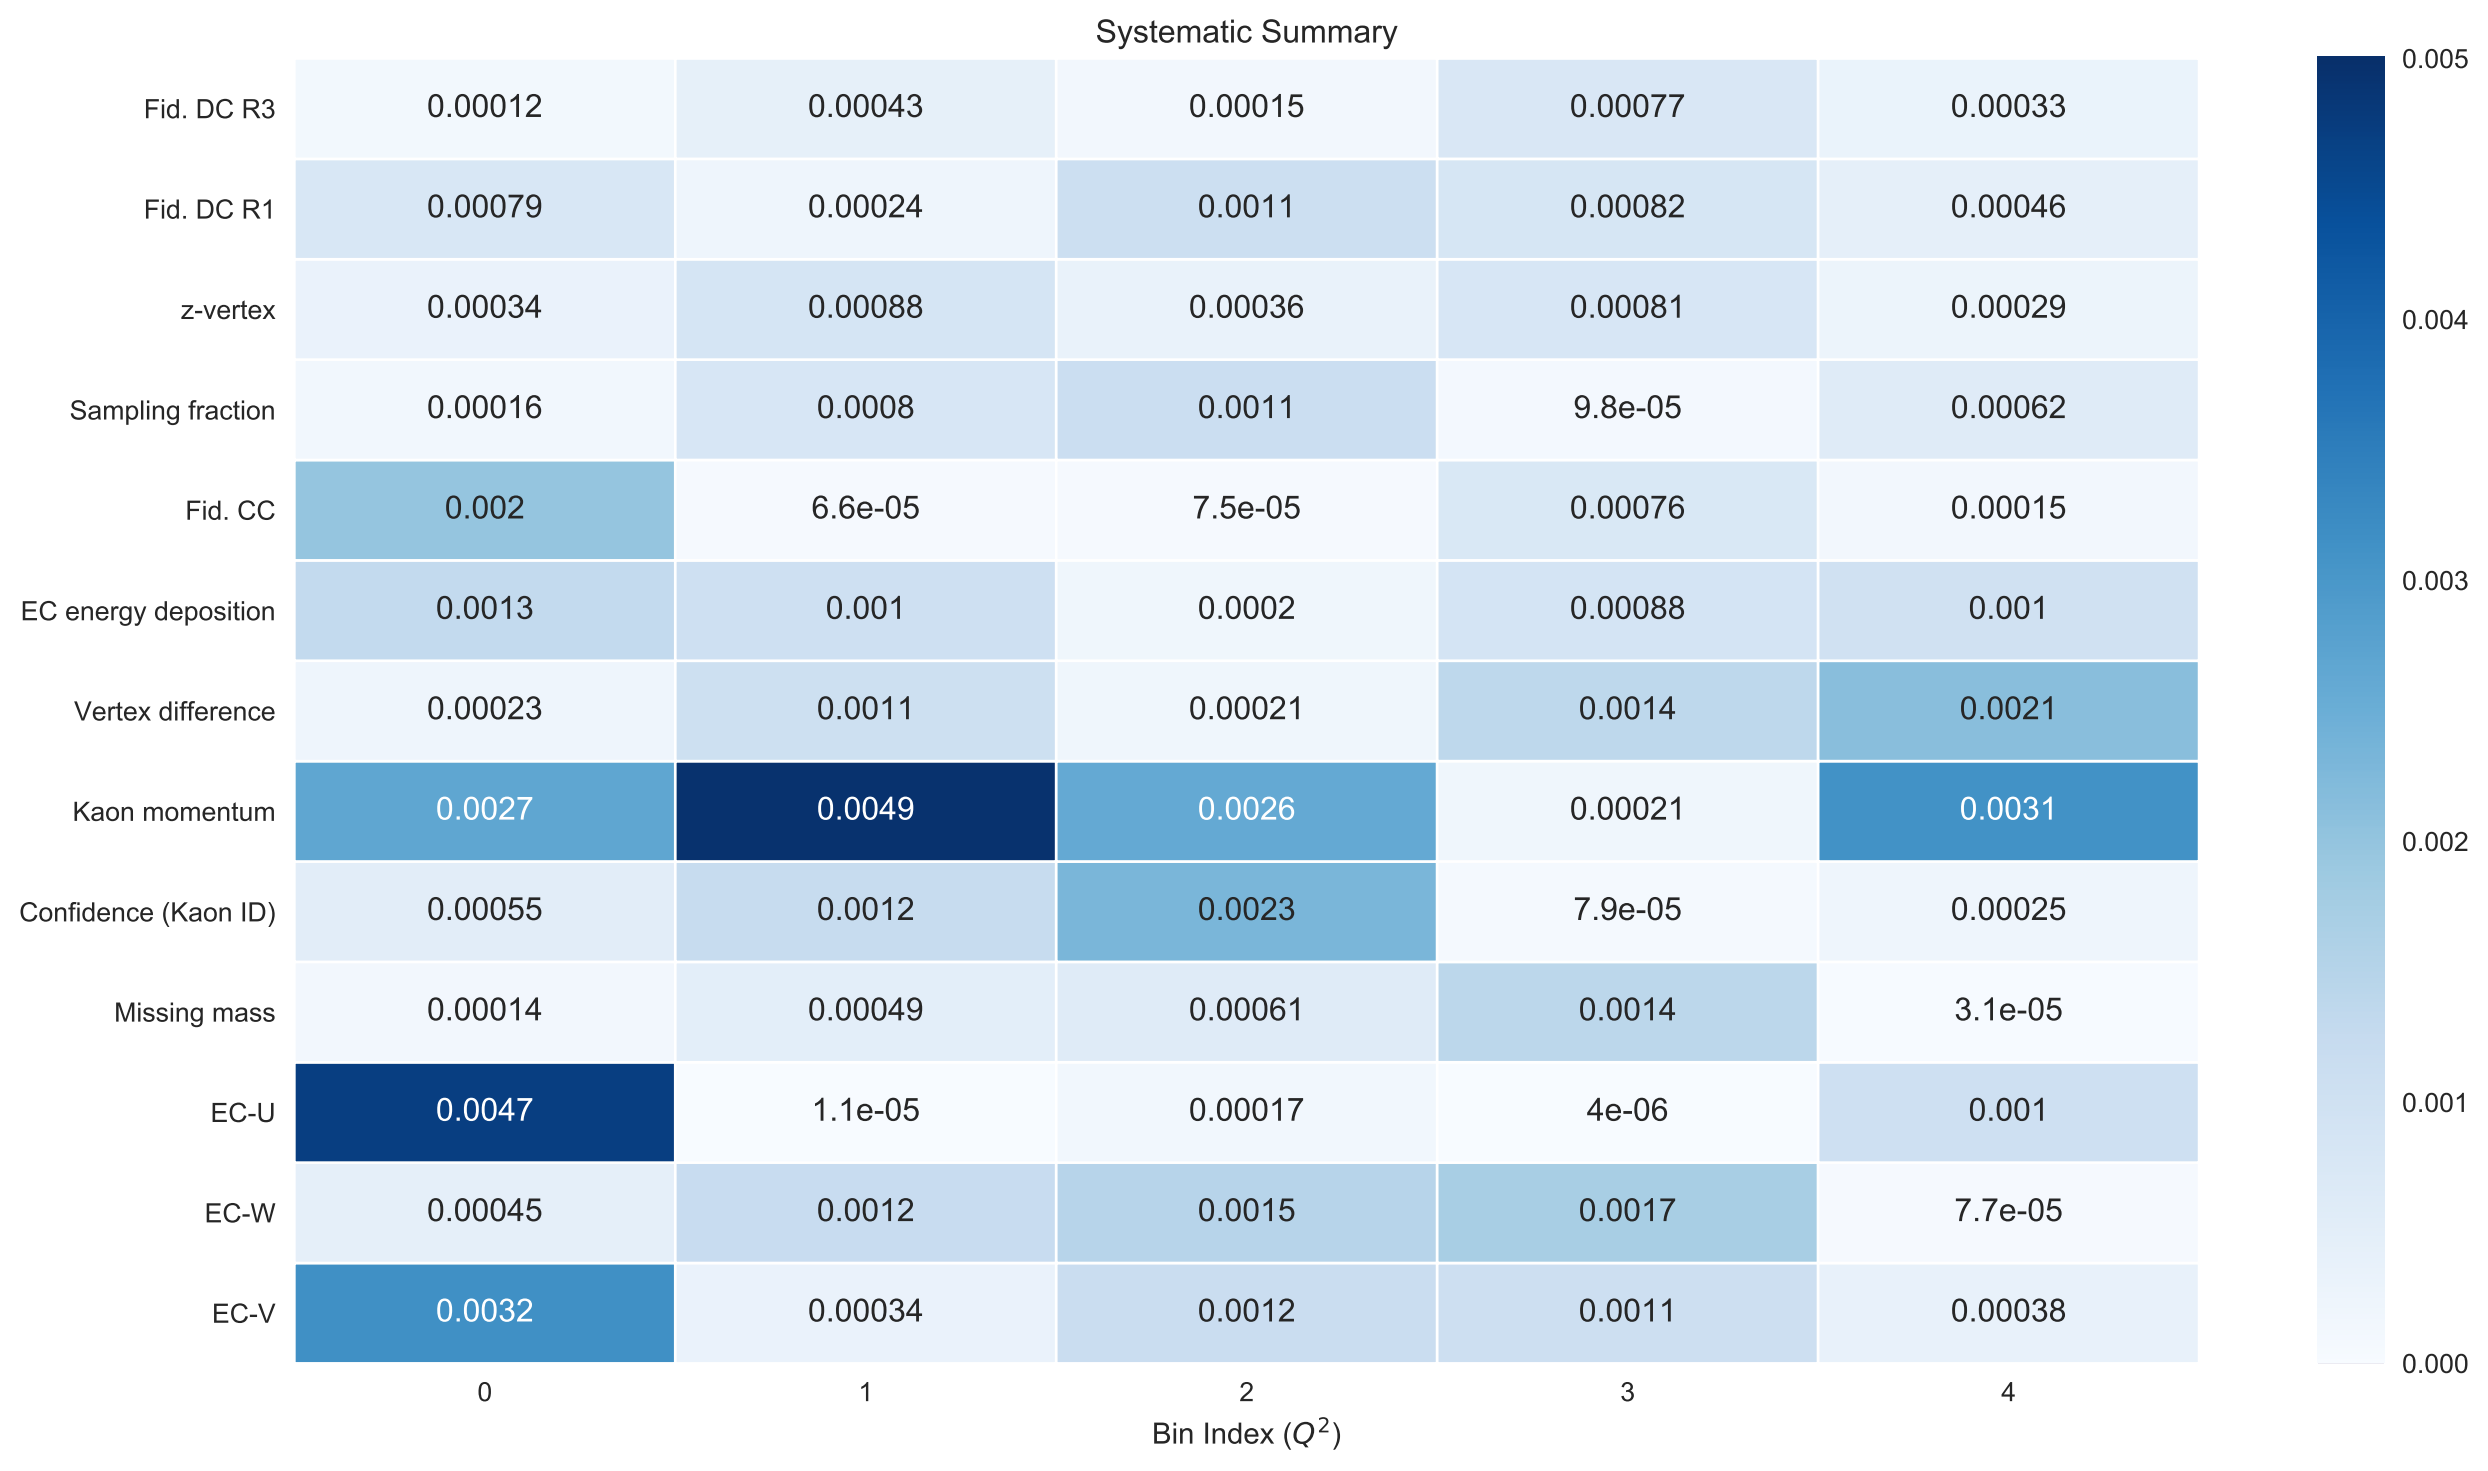 Systematic Summary
Fid. DC R3 0.00012 0.00043 0.00015 0.00077 0.00033
Fid. DC R1 0.00079 0.00024 0.0011 0.00082 0.00046
z-vertex 0.00034 0.00088 0.00036 0.00081 0.00029
Sampling fraction 0.00016 0.0008 0.0011 9.8e-05 0.00062
Fid. CC 0.002 6.6e-05 7.5e-05 0.00076 0.00015
EC energy deposition 0.0013 0.001 0.0002 0.00088 0.001
Vertex difference 0.00023 0.0011 0.00021 0.0014 0.0021
Kaon momentum 0.0027 0.0049 0.0026 0.00021 0.0031
Confidence (Kaon ID) 0.00055 0.0012 0.0023 7.9e-05 0.00025
Missing mass 0.00014 0.00049 0.00061 0.0014 3.1e-05
EC-U 0.0047 1.1e-05 0.00017 4e-06 0.001
EC-W 0.00045 0.0012 0.0015 0.0017 7.7e-05
EC-V 0.0032 0.00034 0.0012 0.0011 0.00038
0 1 2 3 4
Bin Index (Q²)
0.005
0.004
0.003
0.002
0.001
0.000